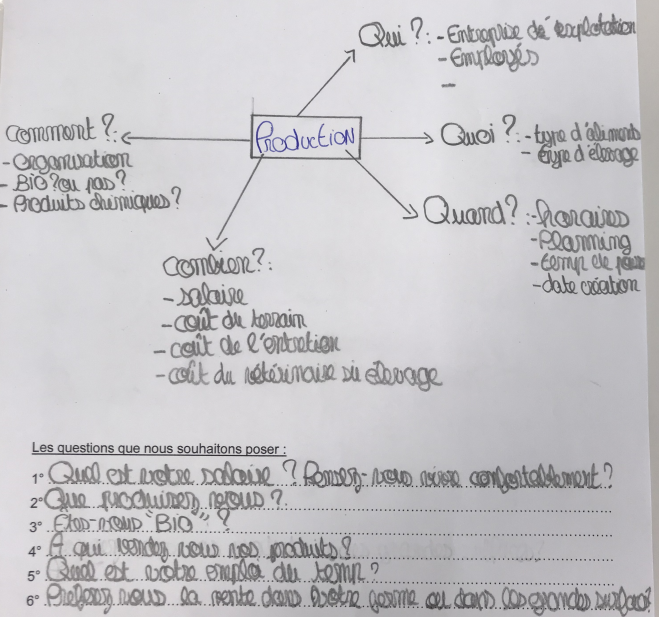 Qui ? : - Entreprise de exploitation
- Employés
-
Production
Comment ? :
- Organisation
- Bio ? ou pas ?
- Produits chimiques ?
Quoi ? : - type d'aliments
- type d'élevage
Quand ? : - horaires
- Planning
- temp de
- date création
Combien ? :
- salaire
- coût du terrain
- coût de l'entretien
- coût du vétérinaire si élevage
Les questions que nous souhaitons poser :
1° Quel est votre salaire ? Pensez-vous vivre confortablement ?
2° Que produisez vous ?
3° Etes-vous "BIO" ?
4° A qui vendez vous vos produits ?
5° Quel est votre emploi du temp ?
6° Préférez vous la vente dans votre ferme ou dans les grandes surface ?